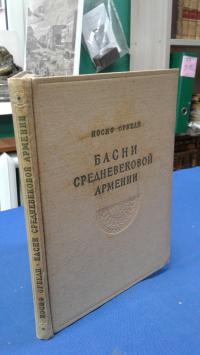 ИОСИФ ОРБЕЛИ
БАСНИ
СРЕДНЕВЕКОВОЙ
АРМЕНИИ
ИОСИФ ОРБЕЛИ • БАСНИ СРЕДНЕВЕКОВОЙ АРМЕНИИ